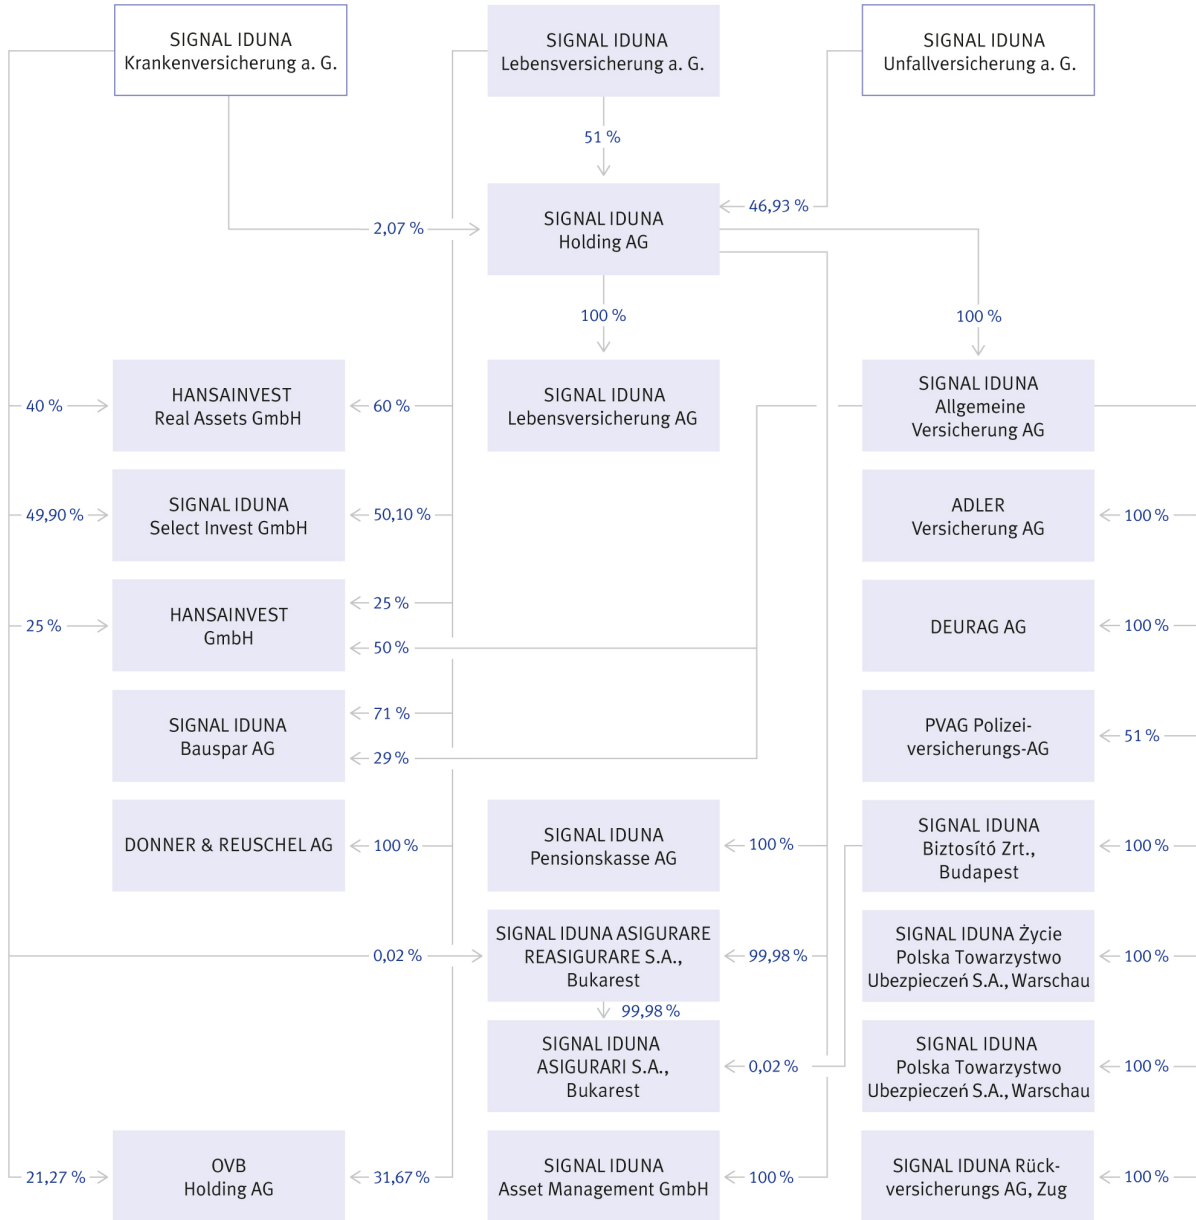 SIGNAL IDUNA
Krankenversicherung a. G.
SIGNAL IDUNA
Lebensversicherung a. G.
SIGNAL IDUNA
Unfallversicherung a. G.
51 %
46,93 %
2,07 %
SIGNAL IDUNA
Holding AG
100 %
100 %
40 %
HANSAINVEST
Real Assets GmbH
60 %
SIGNAL IDUNA
Lebensversicherung AG
SIGNAL IDUNA
Allgemeine
Versicherung AG
49,90 %
SIGNAL IDUNA
Select Invest GmbH
50,10 %
ADLER
Versicherung AG
100 %
25 %
HANSAINVEST
GmbH
25 %
50 %
DEURAG AG
100 %
SIGNAL IDUNA
Bauspar AG
71 %
29 %
PVAG Polizei-
versicherungs-AG
51 %
DONNER & REUSCHEL AG
100 %
SIGNAL IDUNA
Pensionskasse AG
100 %
SIGNAL IDUNA
Biztosító Zrt.,
Budapest
100 %
0,02 %
SIGNAL IDUNA ASIGURARE
REASIGURARE S.A.,
Bukarest
99,98 %
SIGNAL IDUNA Życie
Polska Towarzystwo
Ubezpieczeń S.A., Warschau
100 %
99,98 %
SIGNAL IDUNA
ASIGURARI S.A.,
Bukarest
0,02 %
SIGNAL IDUNA
Polska Towarzystwo
Ubezpieczeń S.A., Warschau
100 %
21,27 %
OVB
Holding AG
31,67 %
SIGNAL IDUNA
Asset Management GmbH
100 %
SIGNAL IDUNA Rück-
versicherungs AG, Zug
100 %